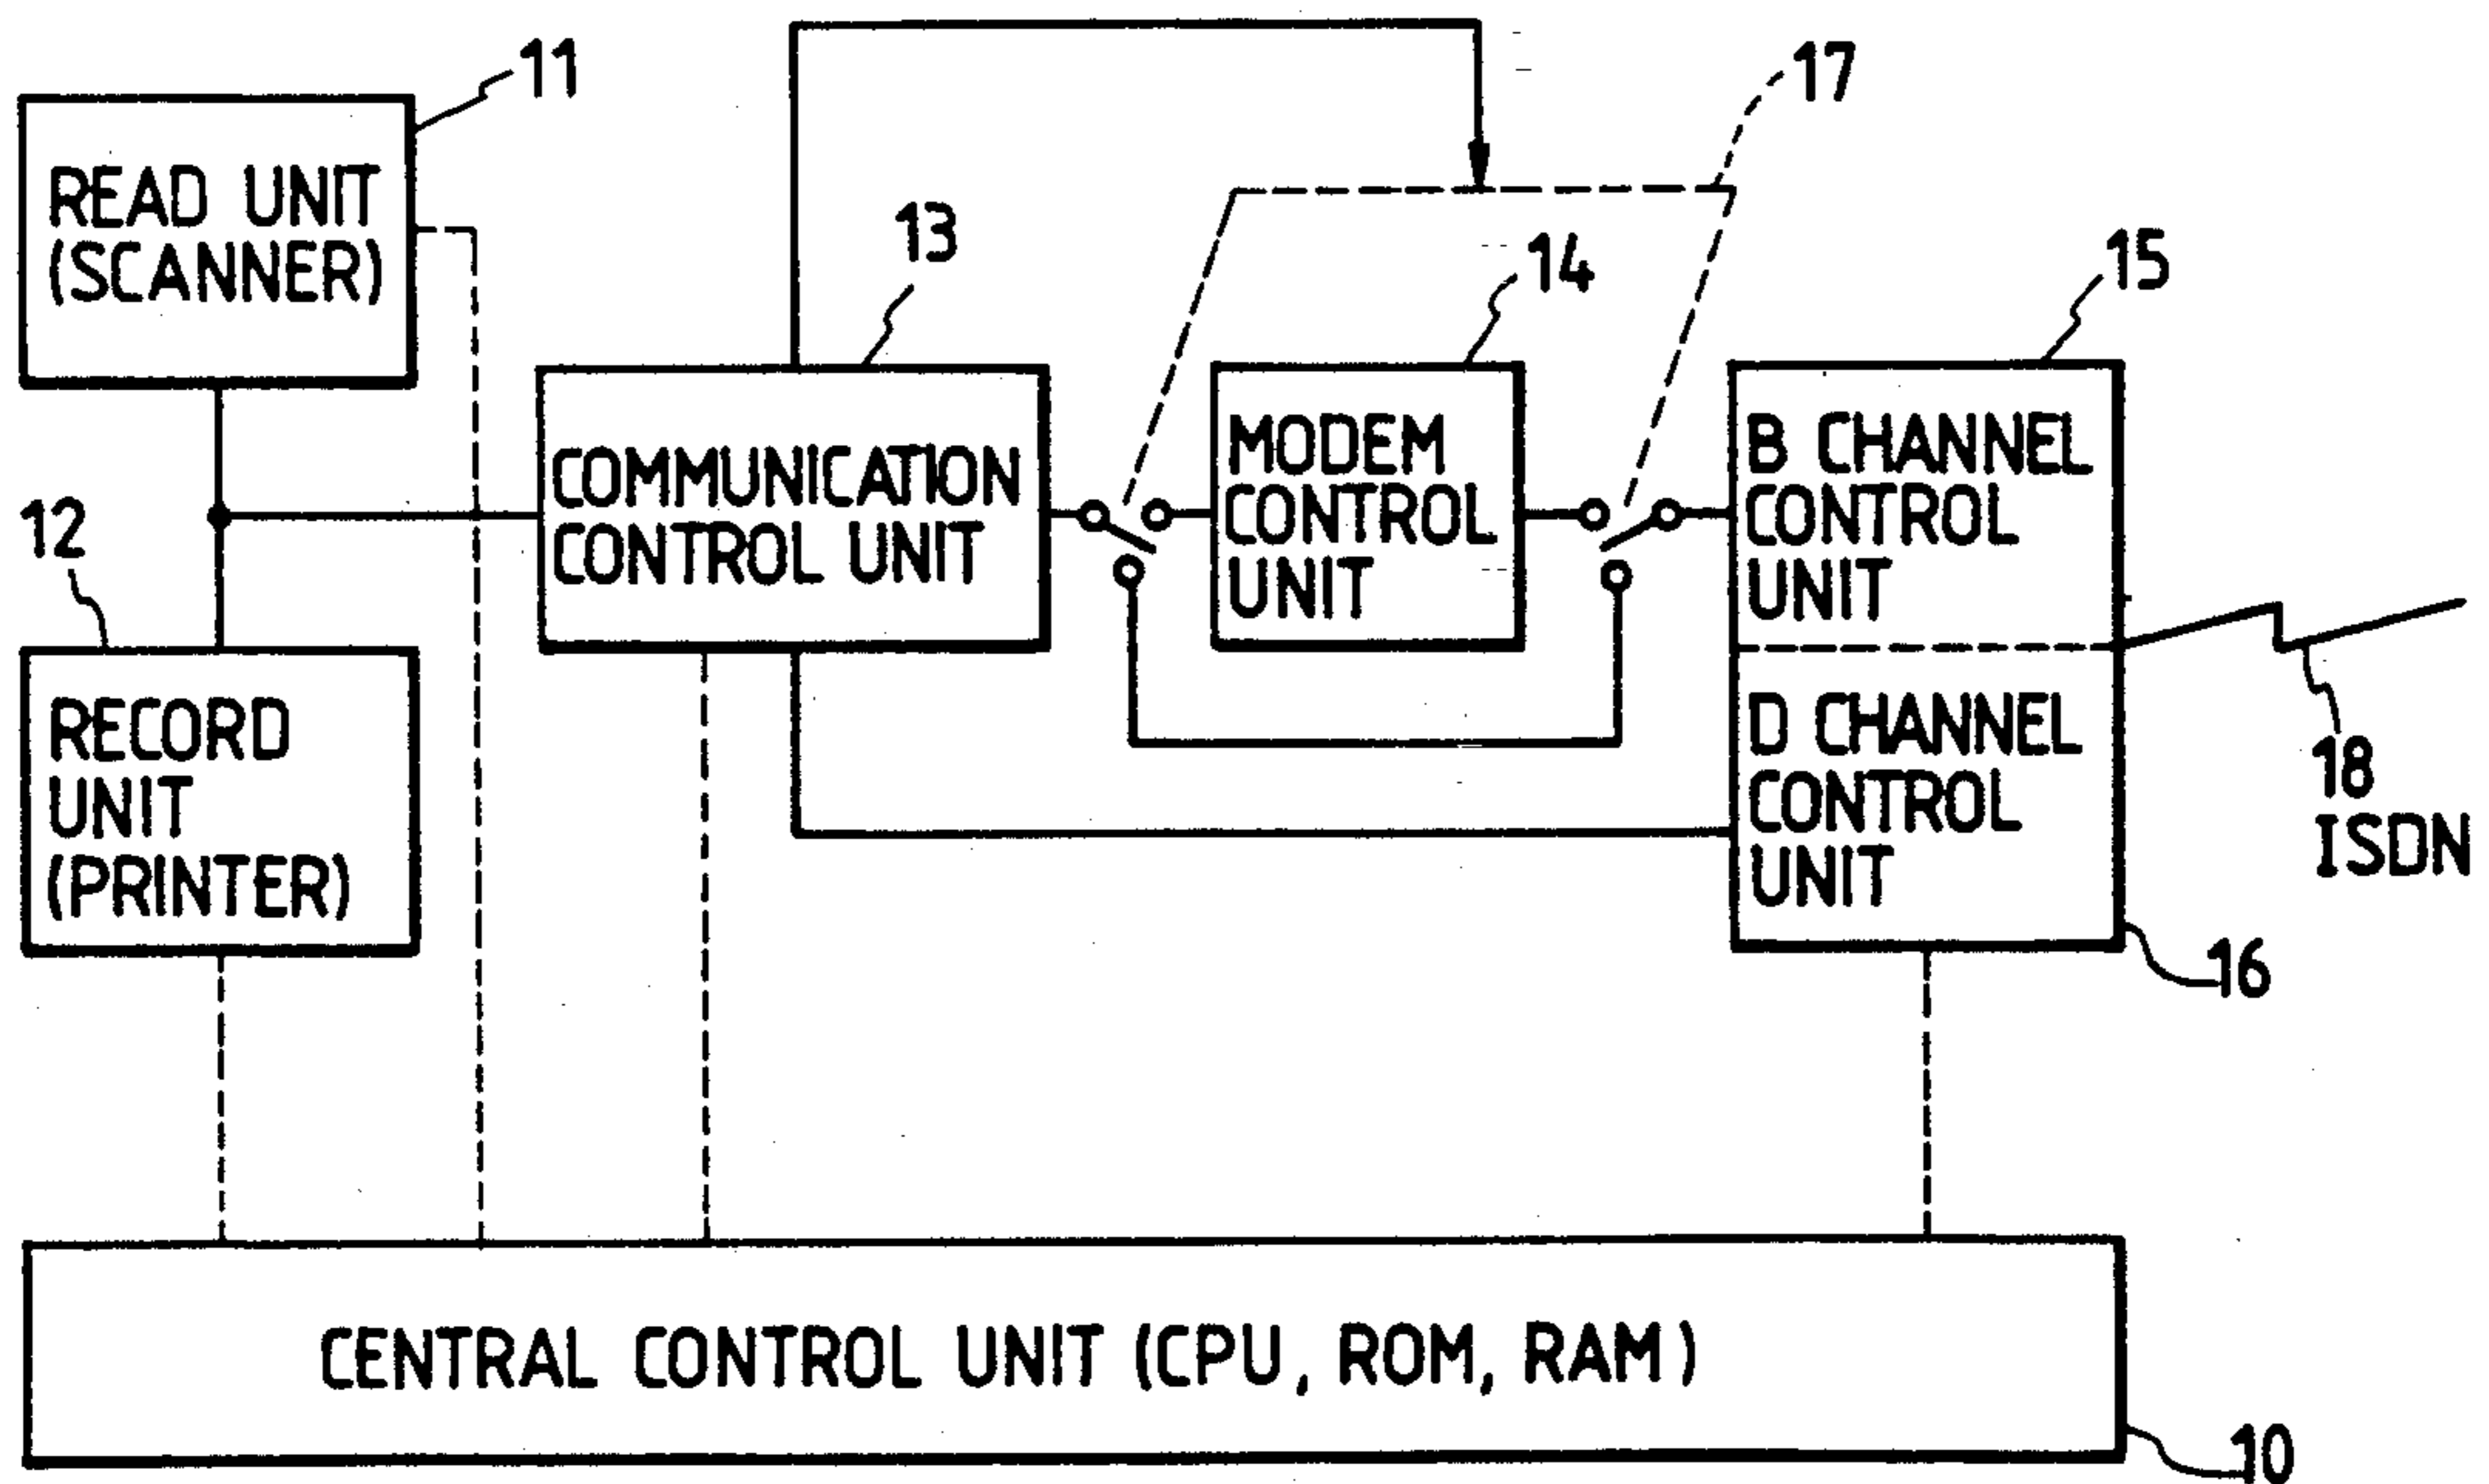 11
READ UNIT
(SCANNER)
17
13
14
15
12
COMMUNICATION
CONTROL UNIT
MODEM
CONTROL
UNIT
B CHANNEL
CONTROL
UNIT
RECORD
UNIT
(PRINTER)
D CHANNEL
CONTROL
UNIT
18
ISDN
16
CENTRAL CONTROL UNIT (CPU, ROM, RAM)
10